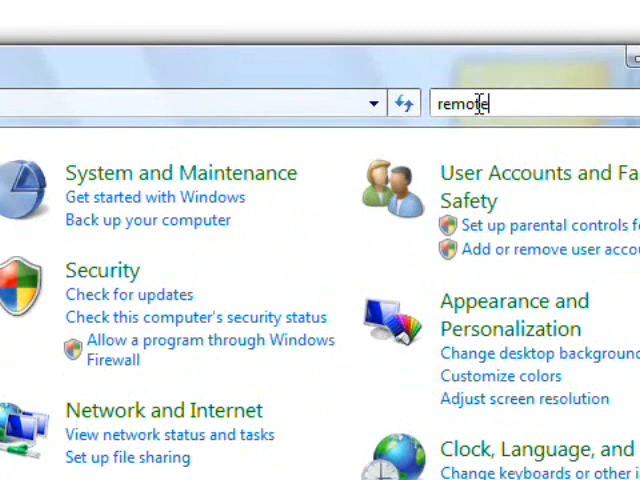 remote
System and Maintenance
Get started with Windows
Back up your computer
Security
Check for updates
Check this computer's security status
Allow a program through Windows
Firewall
Network and Internet
View network status and tasks
Set up file sharing
User Accounts and Fa
Safety
Set up parental controls f
Add or remove user accou
Appearance and
Personalization
Change desktop background
Customize colors
Adjust screen resolution
Clock, Language, and
Change keyboards or other i